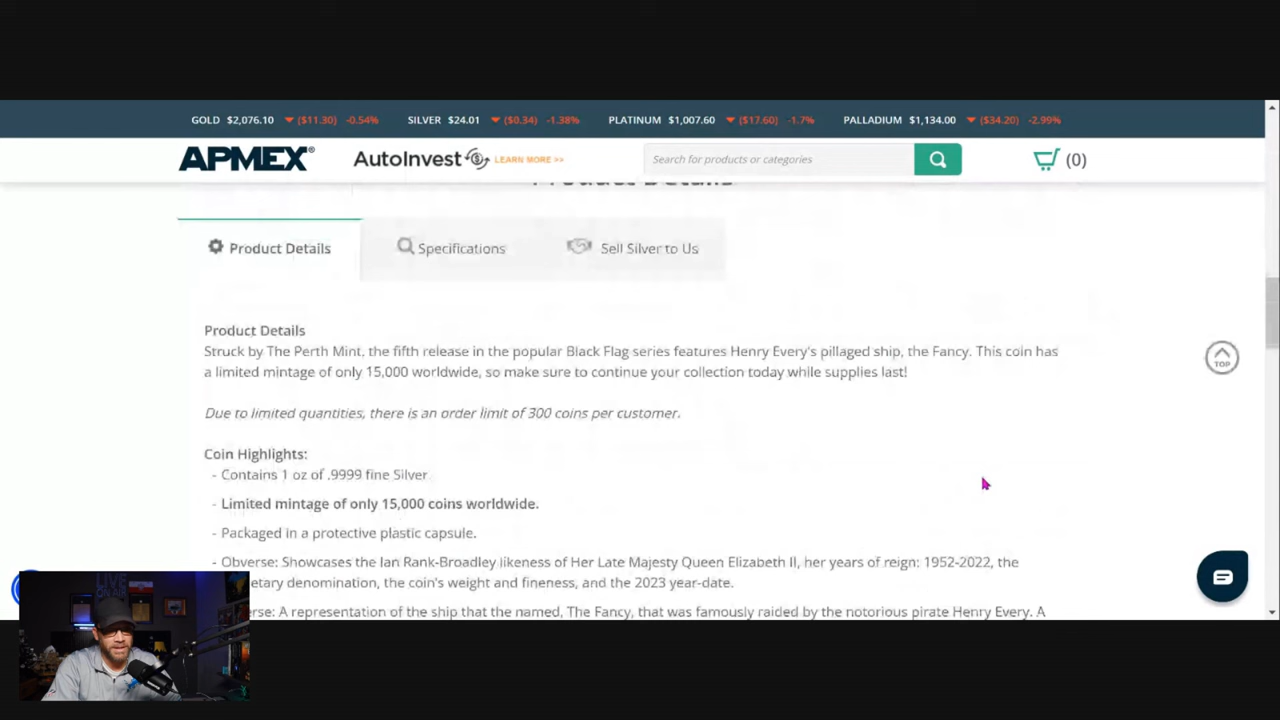 GOLD $2,076.10 ($11.30) -0.54% SILVER $24.01 ($0.34) -1.38% PLATINUM $1,007.60 ($17.60) -1.7% PALLADIUM $1,134.00 ($34.20) -2.99%
APMEX® AutoInvest LEARN MORE >> Search for products or categories (0)
Product Details
Product Details Specifications Sell Silver to Us
Product Details
Struck by The Perth Mint, the fifth release in the popular Black Flag series features Henry Every's pillaged ship, the Fancy. This coin has
a limited mintage of only 15,000 worldwide, so make sure to continue your collection today while supplies last!
TOP
Due to limited quantities, there is an order limit of 300 coins per customer.
Coin Highlights:
- Contains 1 oz of .9999 fine Silver
- Limited mintage of only 15,000 coins worldwide.
- Packaged in a protective plastic capsule.
- Obverse: Showcases the Ian Rank-Broadley likeness of Her Late Majesty Queen Elizabeth II, her years of reign: 1952-2022, the
etary denomination, the coin's weight and fineness, and the 2023 year-date.
erse: A representation of the ship that the named, The Fancy, that was famously raided by the notorious pirate Henry Every. A
LIVE
ON AIR